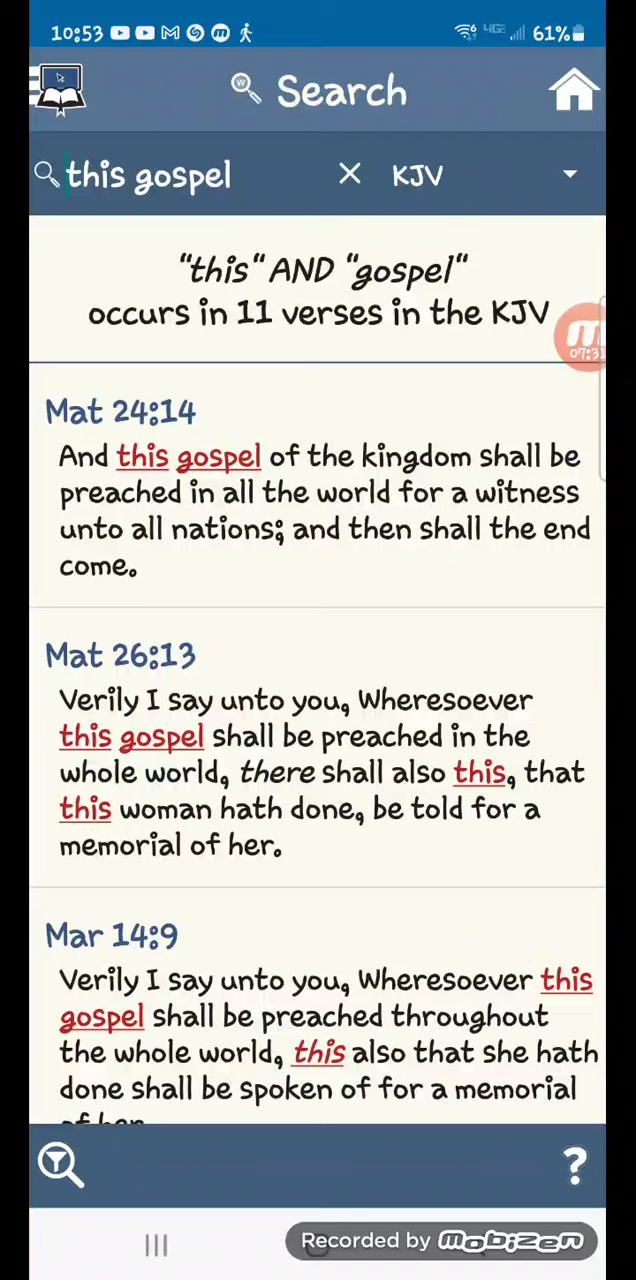 10:53
4GE 61%
Search
this gospel
KJV
"this" AND "gospel"
occurs in 11 verses in the KJV
07:31
Mat 24:14
And this gospel of the kingdom shall be
preached in all the world for a witness
unto all nations; and then shall the end
come.
Mat 26:13
Verily I say unto you, Wheresoever
this gospel shall be preached in the
whole world, there shall also this, that
this woman hath done, be told for a
memorial of her.
Mar 14:9
Verily I say unto you, Wheresoever this
gospel shall be preached throughout
the whole world, this also that she hath
done shall be spoken of for a memorial
of her.
?
Recorded by mobizen